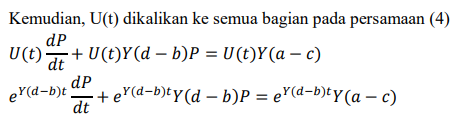 Kemudian, U(t) dikalikan ke semua bagian pada persamaan (4)
U(t) dP/dt + U(t)Y(d − b)P = U(t)Y(a − c)
e^{Y(d−b)t} dP/dt + e^{Y(d−b)t}Y(d − b)P = e^{Y(d−b)t}Y(a − c)